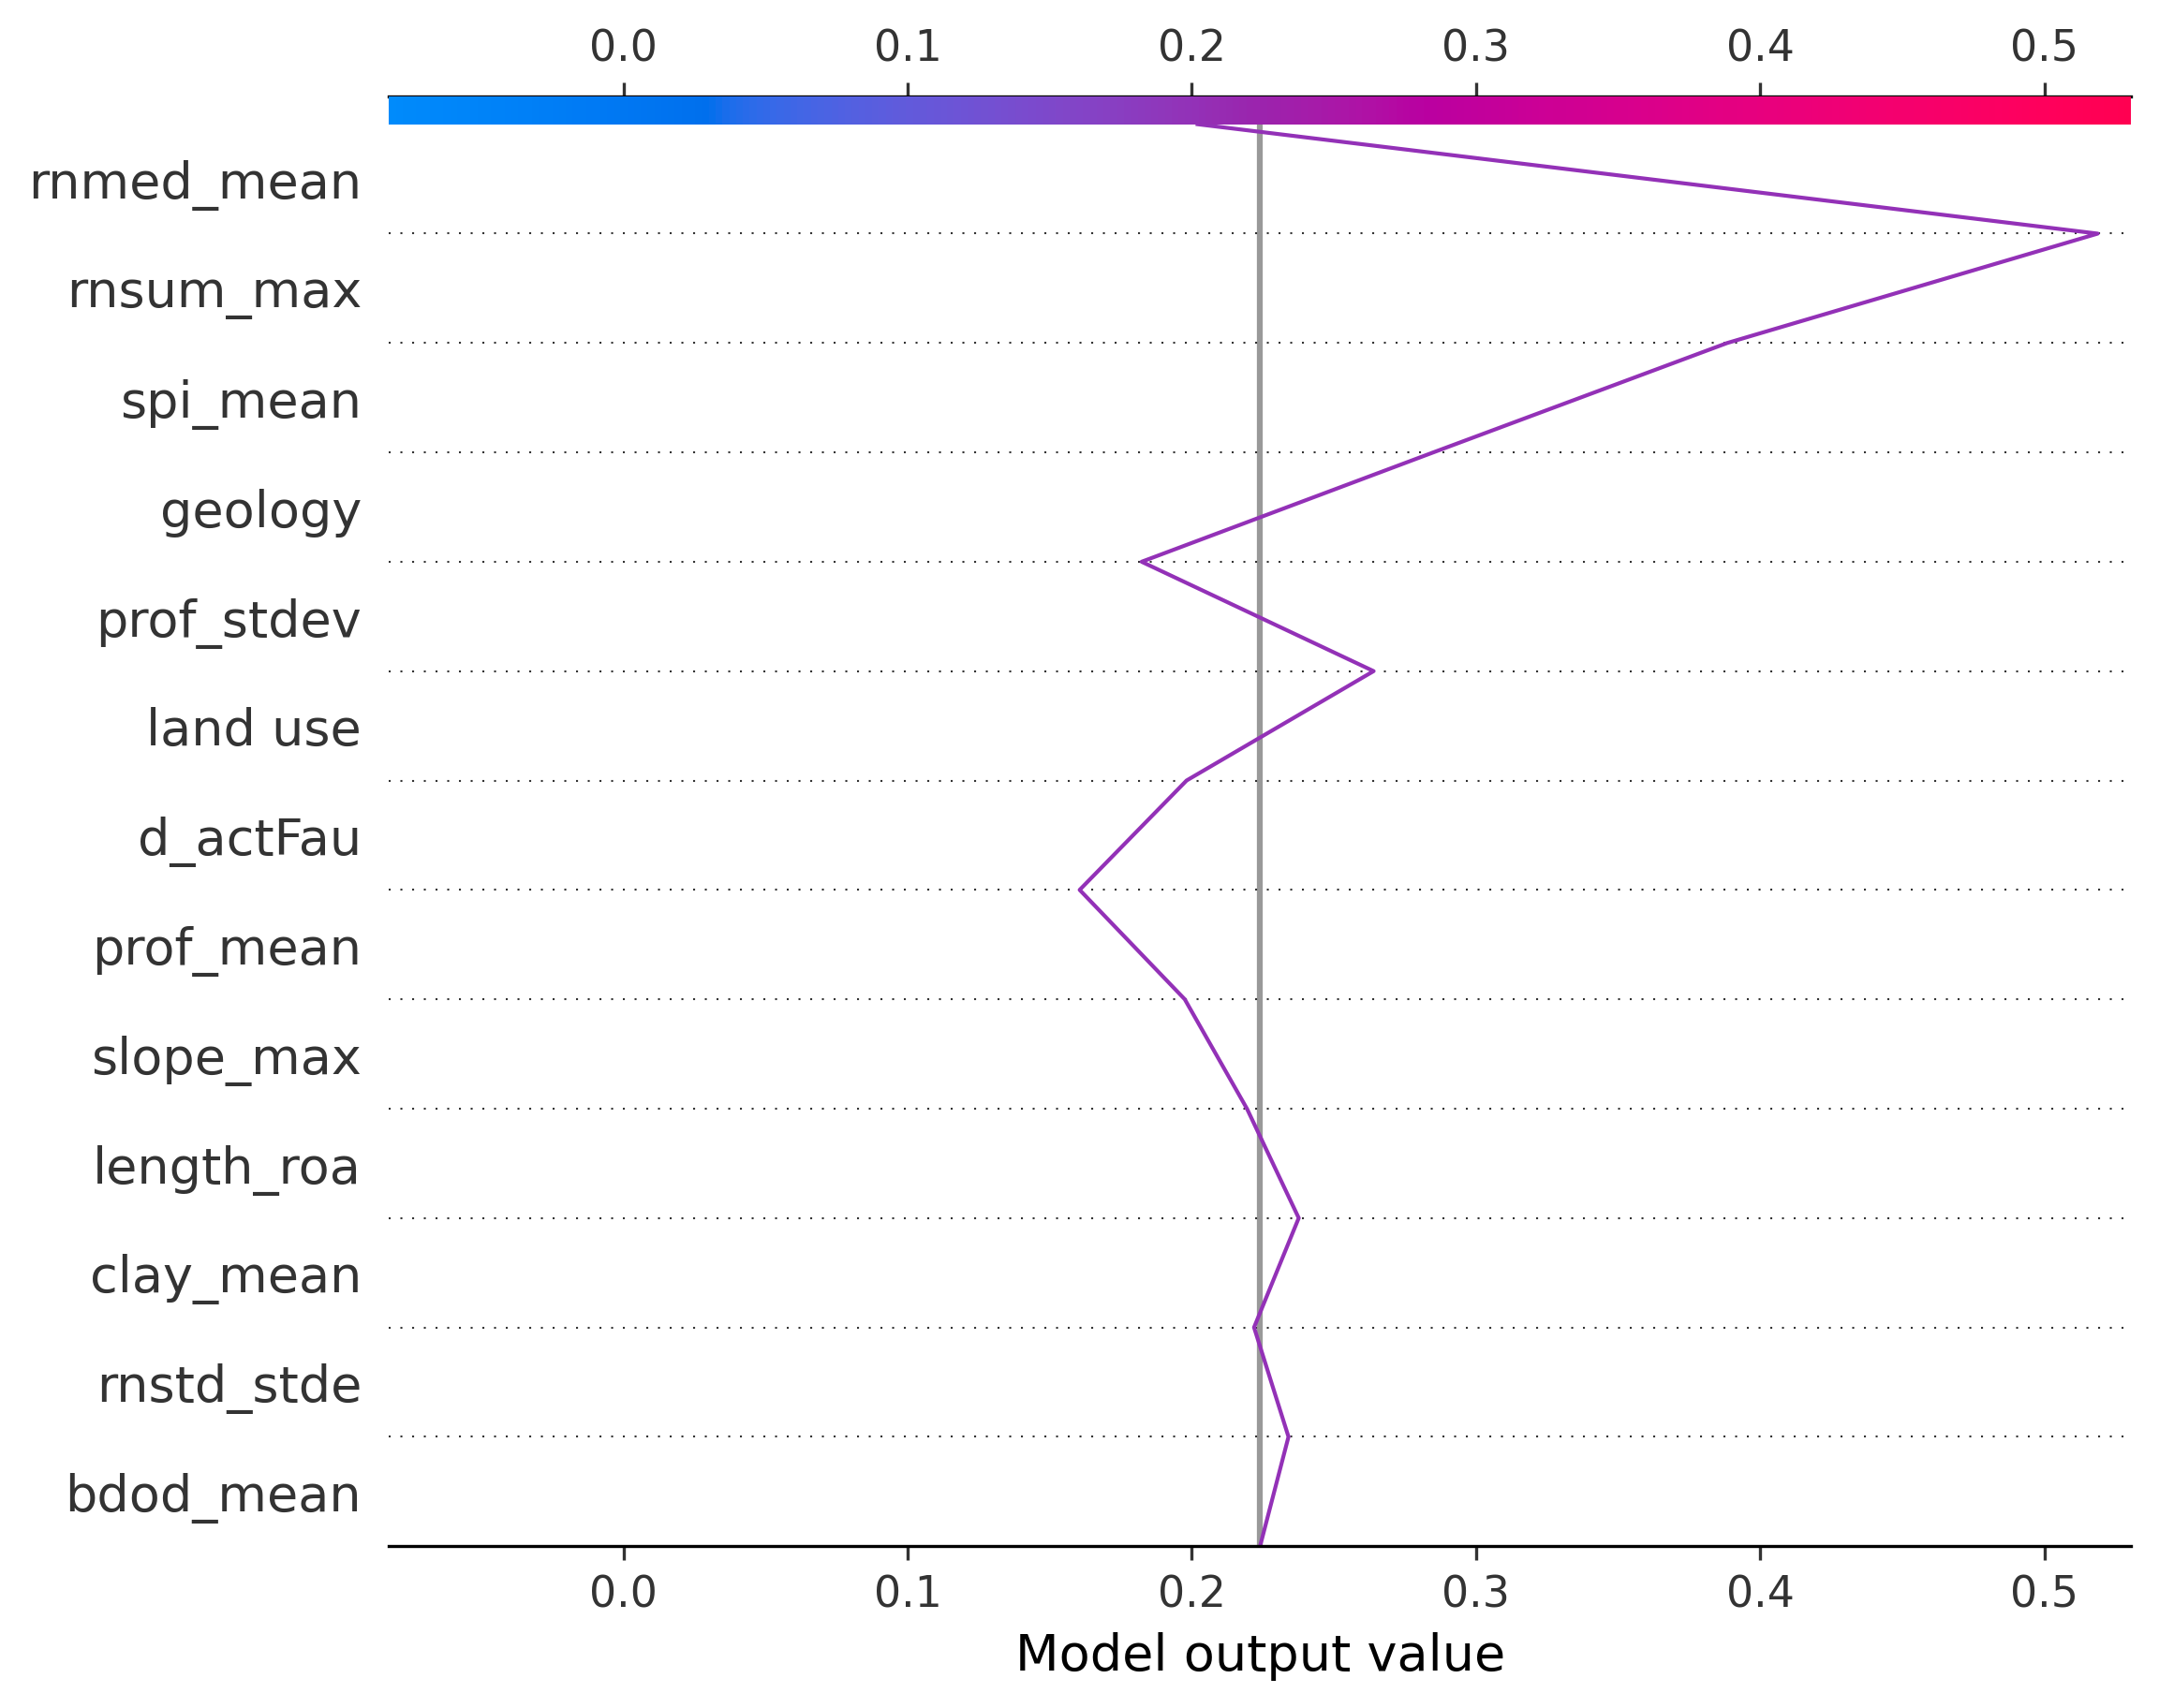 0.0 0.1 0.2 0.3 0.4 0.5
rnmed_mean
rnsum_max
spi_mean
geology
prof_stdev
land use
d_actFau
prof_mean
slope_max
length_roa
clay_mean
rnstd_stde
bdod_mean
0.0 0.1 0.2 0.3 0.4 0.5
Model output value